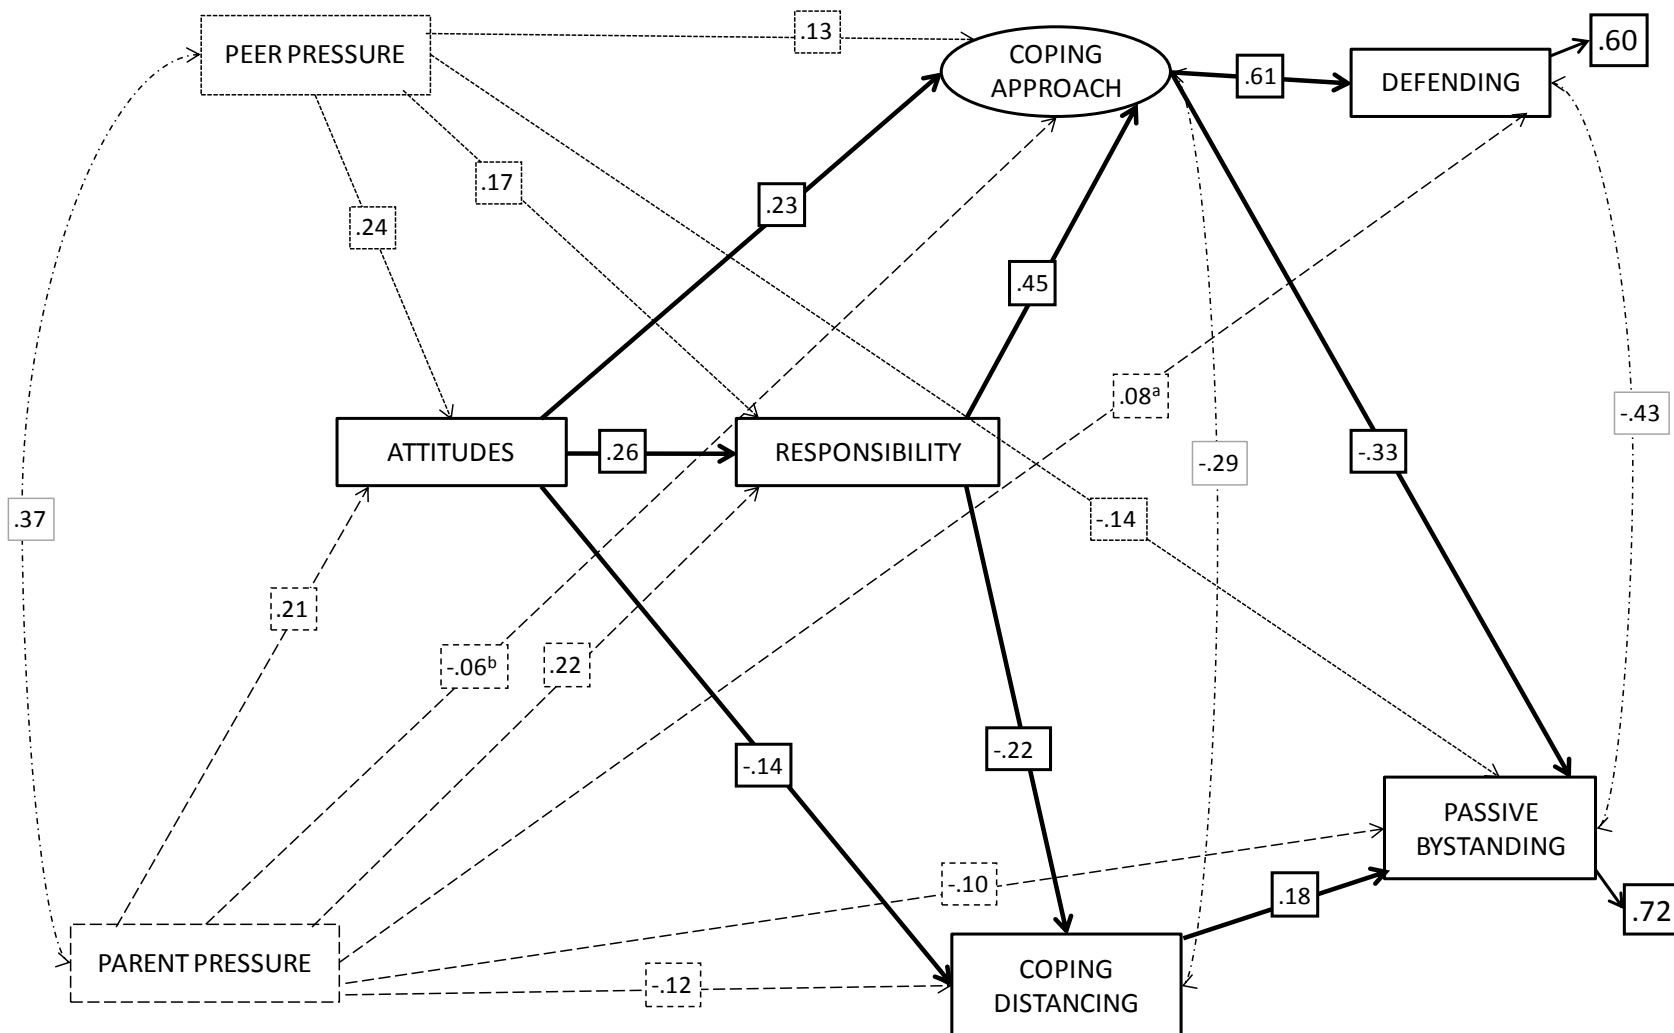 .13
PEER PRESSURE
COPING
APPROACH
.60
.61
DEFENDING
.17
.23
.24
.45
.08ᵃ
-.43
ATTITUDES
.26
RESPONSIBILITY
-.29
-.33
.37
-.14
.21
-.06ᵇ
.22
-.14
-.22
PASSIVE
BYSTANDING
-.10
.18
.72
PARENT PRESSURE
-.12
COPING
DISTANCING